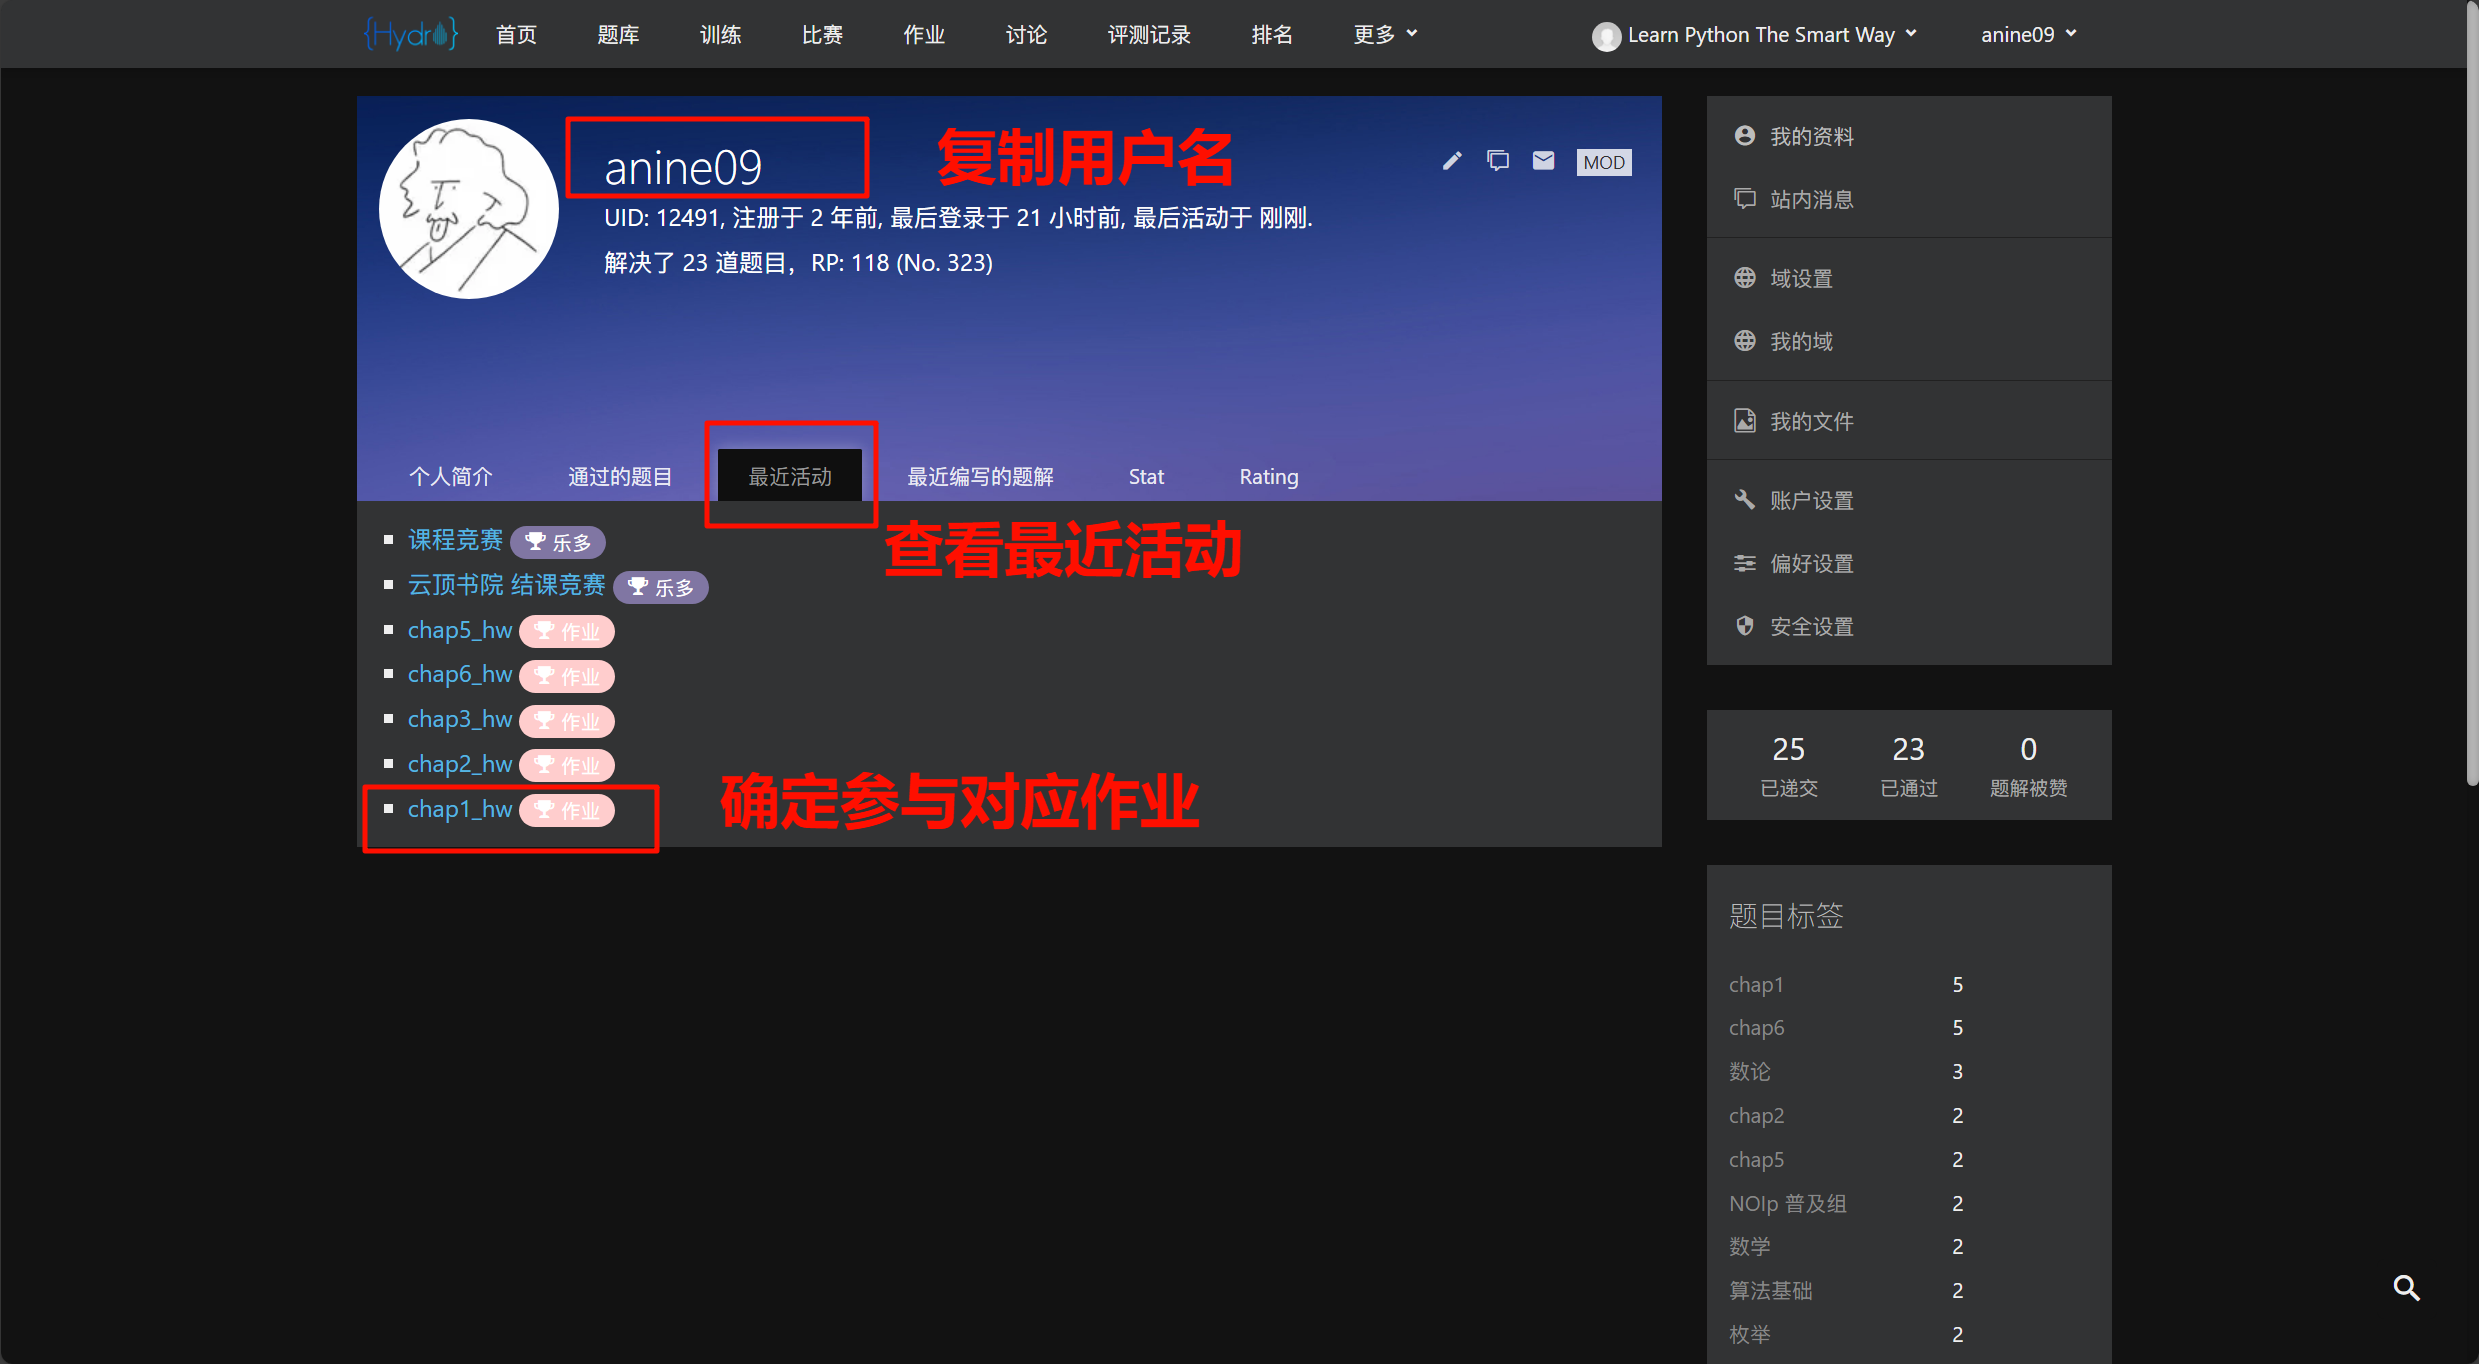 {Hydro} 首页 题库 训练 比赛 作业 讨论 评测记录 排名 更多 Learn Python The Smart Way anine09
anine09 复制用户名 MOD
UID: 12491, 注册于 2 年前, 最后登录于 21 小时前, 最后活动于 刚刚.
解决了 23 道题目，RP: 118 (No. 323)
个人简介 通过的题目 最近活动 最近编写的题解 Stat Rating
查看最近活动
课程竞赛 乐多
云顶书院 结课竞赛 乐多
chap5_hw 作业
chap6_hw 作业
chap3_hw 作业
chap2_hw 作业
chap1_hw 作业
确定参与对应作业
我的资料
站内消息
域设置
我的域
我的文件
账户设置
偏好设置
安全设置
25 23 0
已递交 已通过 题解被赞
题目标签
chap1 5
chap6 5
数论 3
chap2 2
chap5 2
NOIp 普及组 2
数学 2
算法基础 2
枚举 2